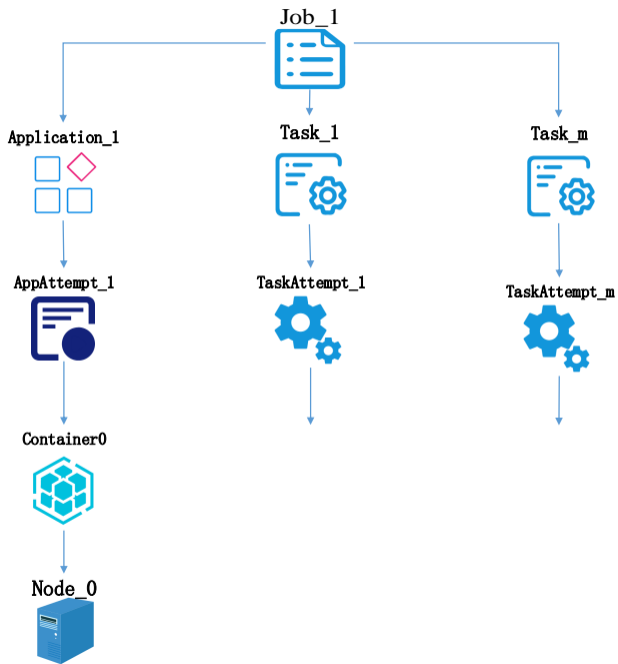 Job_1
Application_1
Task_1
Task_m
AppAttempt_1
TaskAttempt_1
TaskAttempt_m
Container0
Node_0